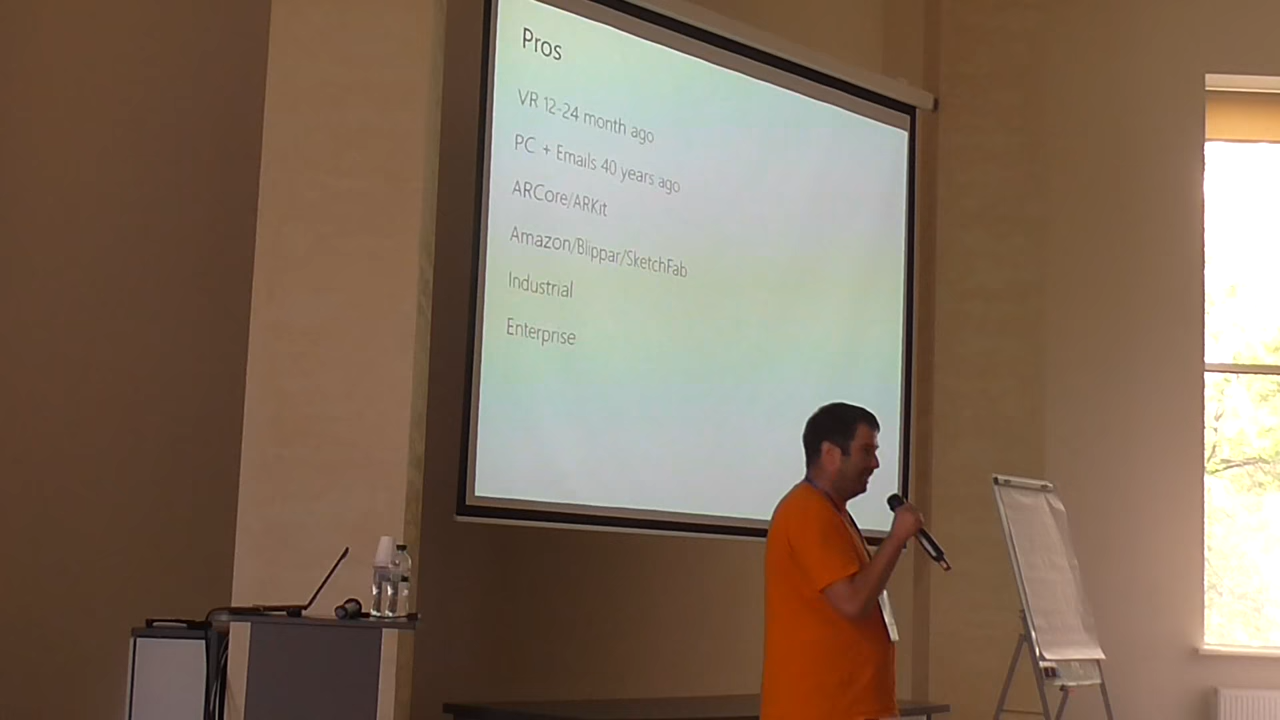 Pros
VR 12-24 month ago
PC + Emails 40 years ago
ARCore/ARKit
Amazon/Blippar/SketchFab
Industrial
Enterprise